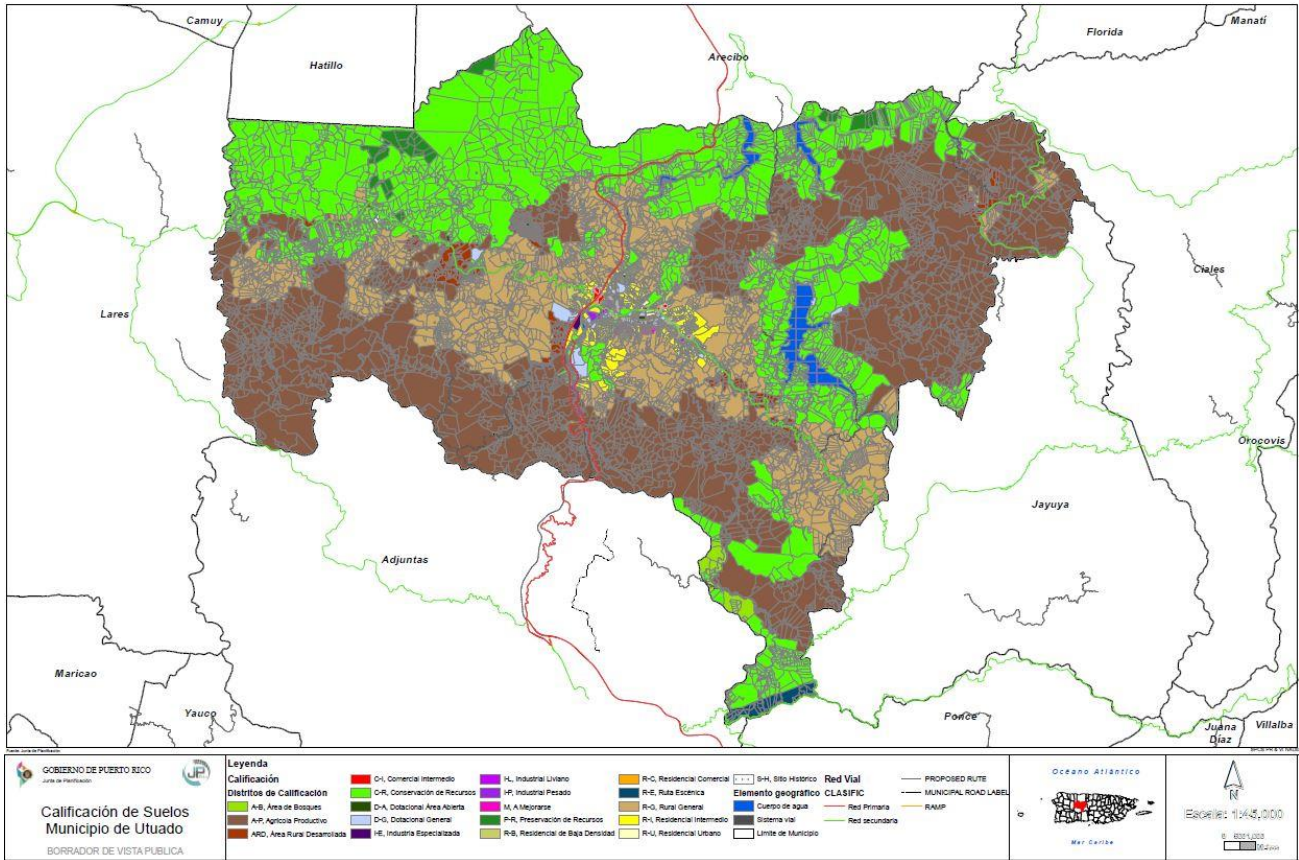 Camuy
Hatillo
Arecibo
Florida
Manatí
Lares
Ciales
Orocovis
Jayuya
Adjuntas
Maricao
Yauco
Ponce
Juana
Díaz
Villalba
Fuente: Junta de Planificación
GOBIERNO DE PUERTO RICO
Junta de Planificación
JP
Calificación de Suelos
Municipio de Utuado
BORRADOR DE VISTA PUBLICA
Leyenda
Calificación
Distritos de Calificación
A-B, Área de Bosques
A-P, Agrícola Productivo
ARD, Área Rural Desarrollada
C-I, Comercial Intermedio
C-R, Conservación de Recursos
D-A, Dotacional Área Abierta
D-G, Dotacional General
HE, Industria Especializada
I-L, Industrial Liviano
I-P, Industrial Pesado
M, A Mejorarse
P-R, Preservación de Recursos
R-B, Residencial de Baja Densidad
R-C, Residencial Comercial
R-E, Ruta Escénica
R-G, Rural General
R-I, Residencial Intermedio
R-U, Residencial Urbano
S-H, Sitio Histórico
Elemento geográfico
Cuerpo de agua
Sistema vial
Límite de Municipio
Red Vial
CLASIFIC
Red Primaria
Red secundaria
PROPOSED RUTE
MUNICIPAL ROAD LABEL
RAMP
Océano Atlántico
Mar Caribe
N
Escala: 1:45,000